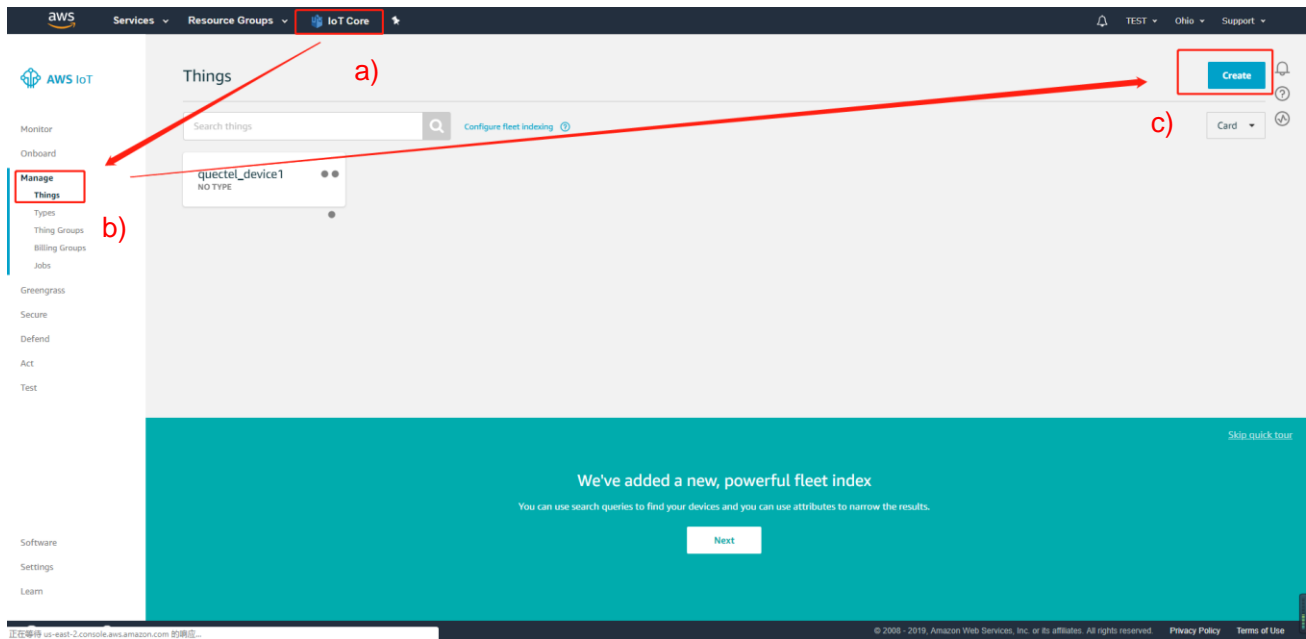 aws Services Resource Groups IoT Core TEST Ohio Support
AWS IoT
Things
a)
Create
Search things
Configure fleet indexing
c)
Card
Monitor
Onboard
Manage
Things
Types
Thing Groups
Billing Groups
Jobs
b)
quectel_device1
NO TYPE
Greengrass
Secure
Defend
Act
Test
Skip quick tour
We've added a new, powerful fleet index
You can use search queries to find your devices and you can use attributes to narrow the results.
Next
Software
Settings
Learn
正在等待 us-east-2.console.aws.amazon.com 的响应...
© 2008 - 2019, Amazon Web Services, Inc. or its affiliates. All rights reserved. Privacy Policy Terms of Use